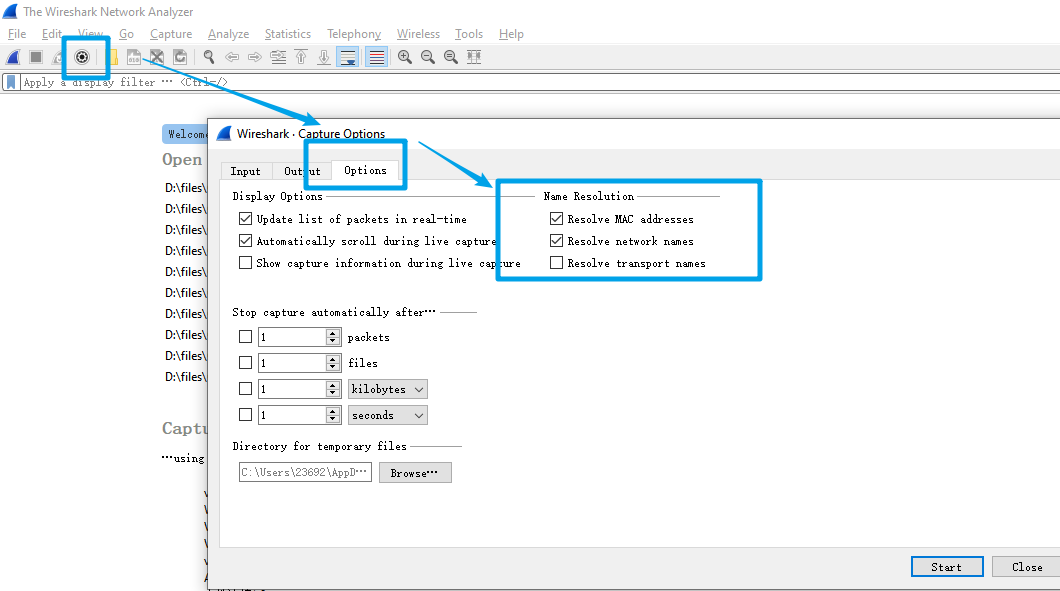 The Wireshark Network Analyzer
File Edit View Go Capture Analyze Statistics Telephony Wireless Tools Help
Apply a display filter ⋯ <Ctrl-/>
Welcome
Open
D:\files\
D:\files\
D:\files\
D:\files\
D:\files\
D:\files\
D:\files\
D:\files\
D:\files\
D:\files\
Captu
⋯using
Wireshark · Capture Options
Input Output Options
Display Options
Update list of packets in real-time
Automatically scroll during live capture
Show capture information during live capture
Name Resolution
Resolve MAC addresses
Resolve network names
Resolve transport names
Stop capture automatically after⋯
1 packets
1 files
1 kilobytes
1 seconds
Directory for temporary files
C:\Users\23692\AppD⋯ Browse⋯
Start Close